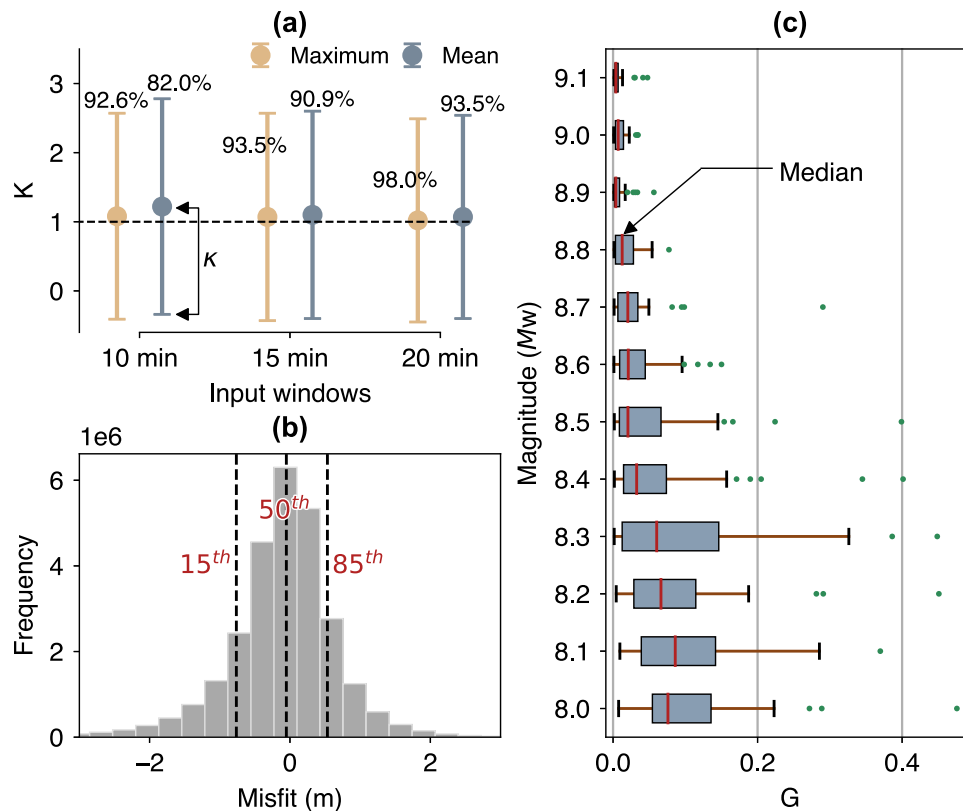 (a)
Maximum
Mean
3
2
1
0
K
92.6%
82.0%
93.5%
90.9%
98.0%
93.5%
κ
10 min
15 min
20 min
Input windows
(b)
1e6
6
4
2
0
Frequency
15th
50th
85th
−2
0
2
Misfit (m)
(c)
9.1
9.0
8.9
8.8
8.7
8.6
8.5
8.4
8.3
8.2
8.1
8.0
Magnitude (Mw)
Median
0.0
0.2
0.4
G